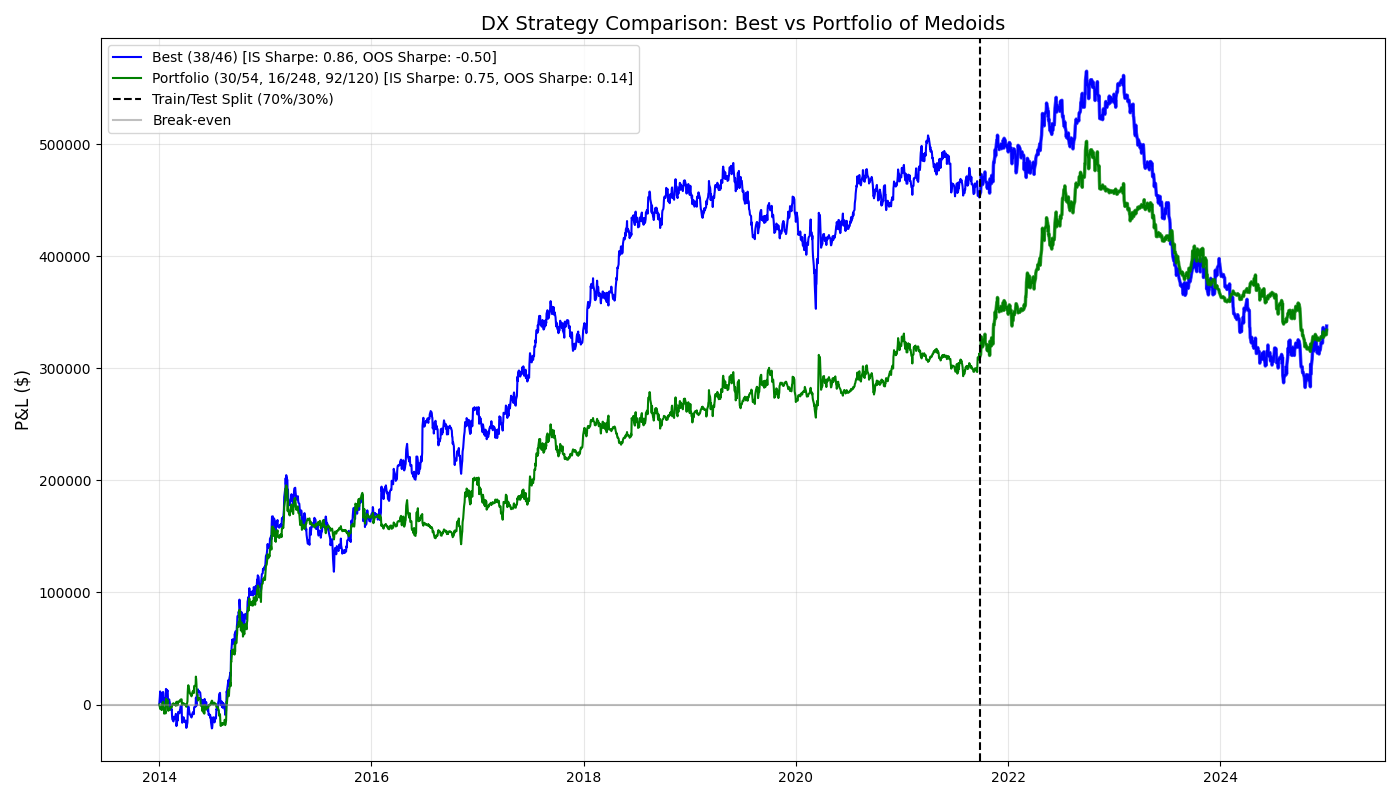 DX Strategy Comparison: Best vs Portfolio of Medoids
Best (38/46) [IS Sharpe: 0.86, OOS Sharpe: -0.50]
Portfolio (30/54, 16/248, 92/120) [IS Sharpe: 0.75, OOS Sharpe: 0.14]
Train/Test Split (70%/30%)
Break-even
P&L ($)
500000
400000
300000
200000
100000
0
2014
2016
2018
2020
2022
2024